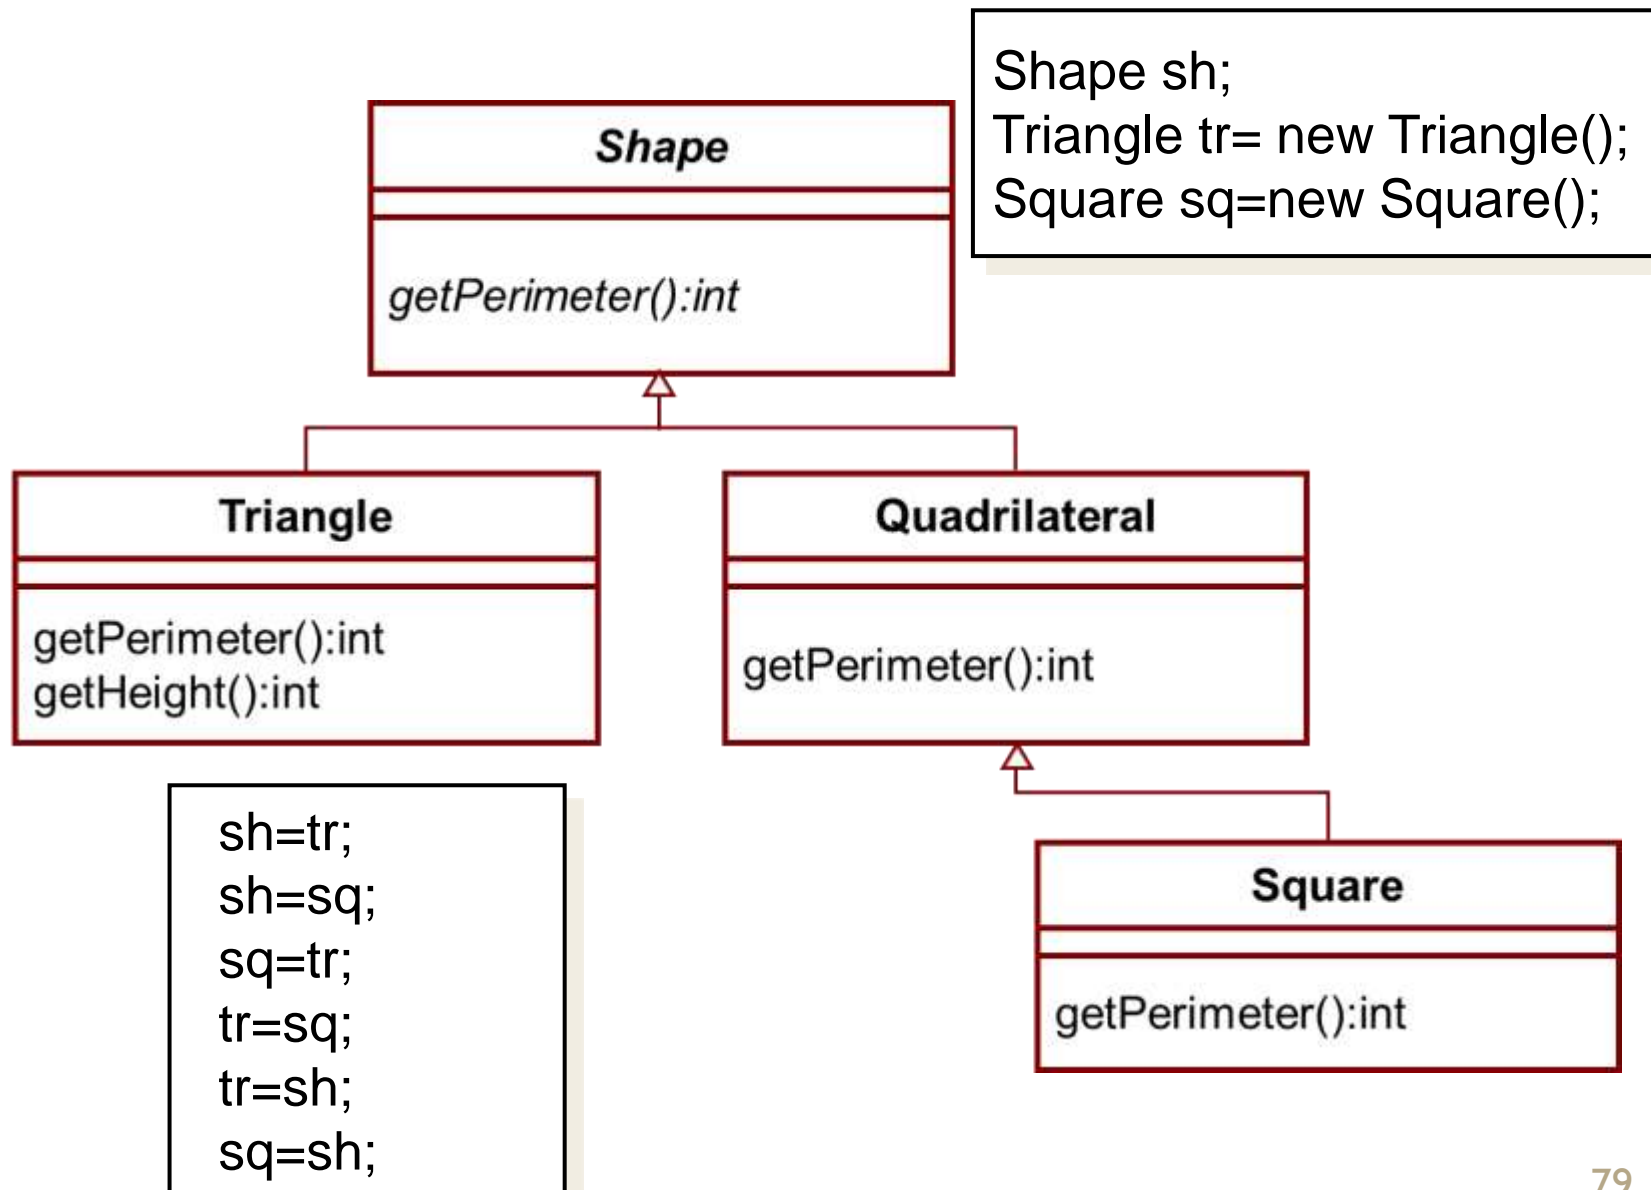 Shape sh;
Triangle tr= new Triangle();
Square sq=new Square();
Shape
getPerimeter():int
Triangle
getPerimeter():int
getHeight():int
Quadrilateral
getPerimeter():int
Square
getPerimeter():int
sh=tr;
sh=sq;
sq=tr;
tr=sq;
tr=sh;
sq=sh;
79